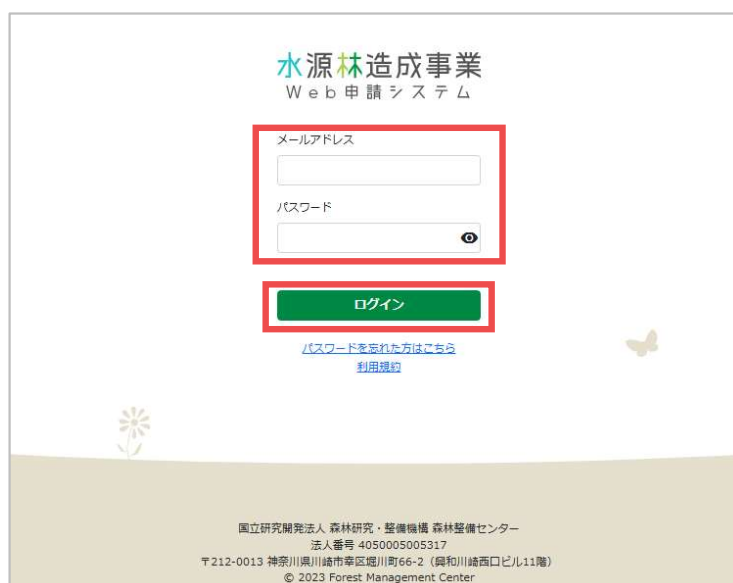 水源林造成事業
Web申請システム
メールアドレス
パスワード
ログイン
パスワードを忘れた方はこちら
利用規約
国立研究開発法人 森林研究・整備機構 森林整備センター
法人番号 4050005005317
〒212-0013 神奈川県川崎市幸区堀川町66-2（興和川崎西口ビル11階）
© 2023 Forest Management Center